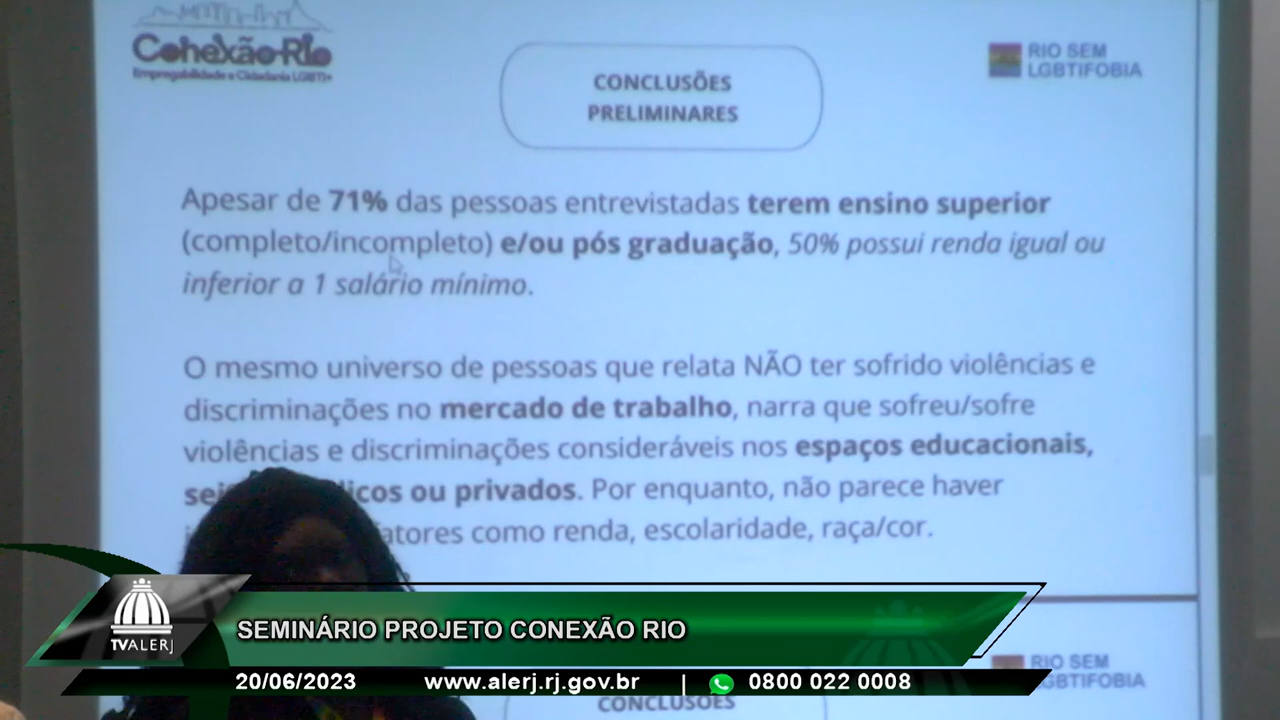 Conexão Rio
Empregabilidade e Cidadania LGBTI+
CONCLUSÕES
PRELIMINARES
RIO SEM
LGBTIFOBIA
Apesar de 71% das pessoas entrevistadas terem ensino superior
(completo/incompleto) e/ou pós graduação, 50% possui renda igual ou
inferior a 1 salário mínimo.
O mesmo universo de pessoas que relata NÃO ter sofrido violências e
discriminações no mercado de trabalho, narra que sofreu/sofre
violências e discriminações consideráveis nos espaços educacionais,
ou privados. Por enquanto, não parece haver
como renda, escolaridade, raça/cor.
TVALERJ
SEMINÁRIO PROJETO CONEXÃO RIO
20/06/2023 www.alerj.rj.gov.br | 0800 022 0008
RIO SEM
LGBTIFOBIA
CONCLUSÕES